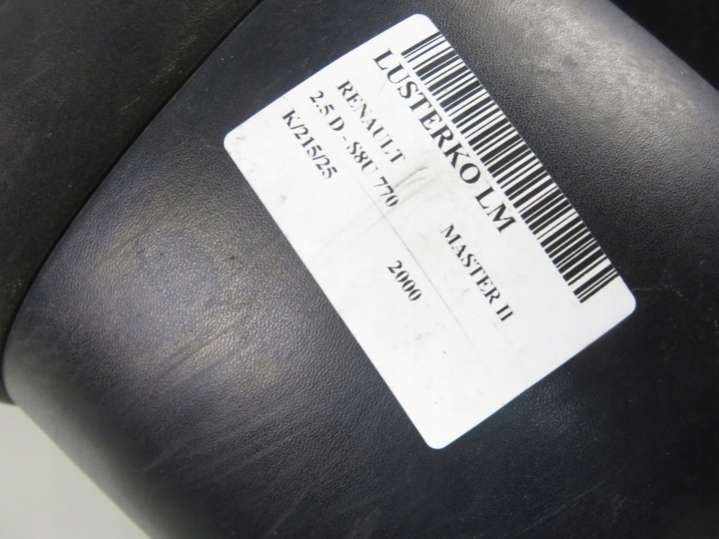 LUSTERKO LM
RENAULT MASTER II
2.5 D - S8U 770 2000
K/215/25